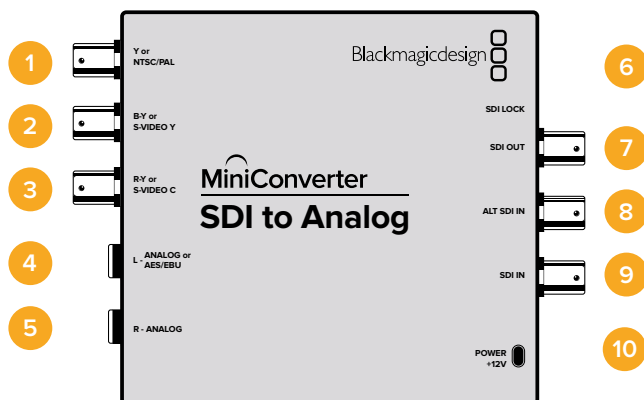 1
Y or
NTSC/PAL
2
B-Y or
S-VIDEO Y
3
R-Y or
S-VIDEO C
4
L - ANALOG or
AES/EBU
5
R - ANALOG
Blackmagicdesign
MiniConverter
SDI to Analog
6
SDI LOCK
7
SDI OUT
8
ALT SDI IN
9
SDI IN
10
POWER
+12V